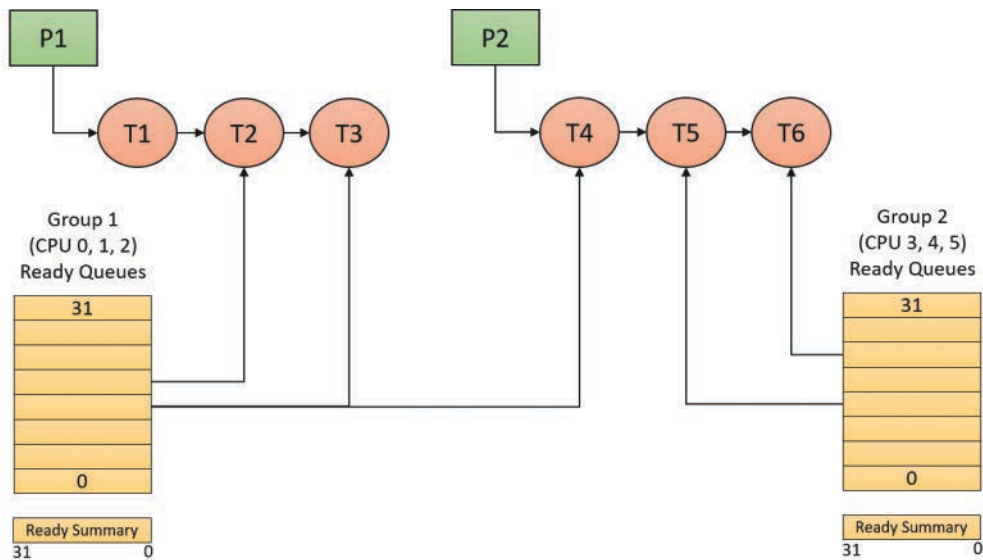 P1
P2
T1
T2
T3
T4
T5
T6
Group 1
(CPU 0, 1, 2)
Ready Queues
31
0
Ready Summary
31
0
Group 2
(CPU 3, 4, 5)
Ready Queues
31
0
Ready Summary
31
0